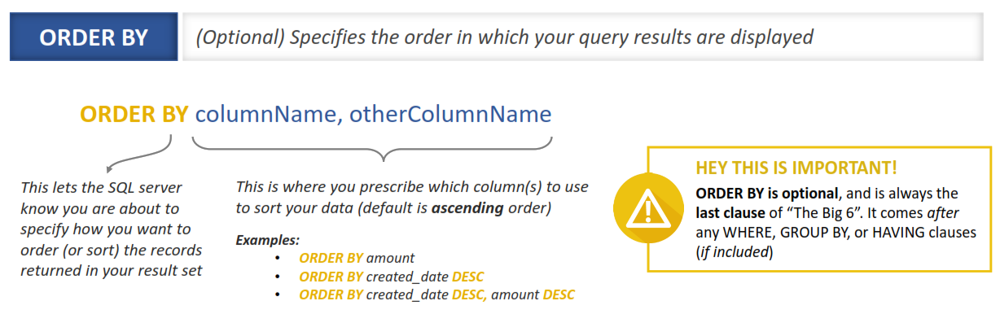 ORDER BY
(Optional) Specifies the order in which your query results are displayed
ORDER BY columnName, otherColumnName
This lets the SQL server
know you are about to
specify how you want to
order (or sort) the records
returned in your result set
This is where you prescribe which column(s) to use
to sort your data (default is ascending order)
Examples:
• ORDER BY amount
• ORDER BY created_date DESC
• ORDER BY created_date DESC, amount DESC
HEY THIS IS IMPORTANT!
ORDER BY is optional, and is always the
last clause of “The Big 6”. It comes after
any WHERE, GROUP BY, or HAVING clauses
(if included)